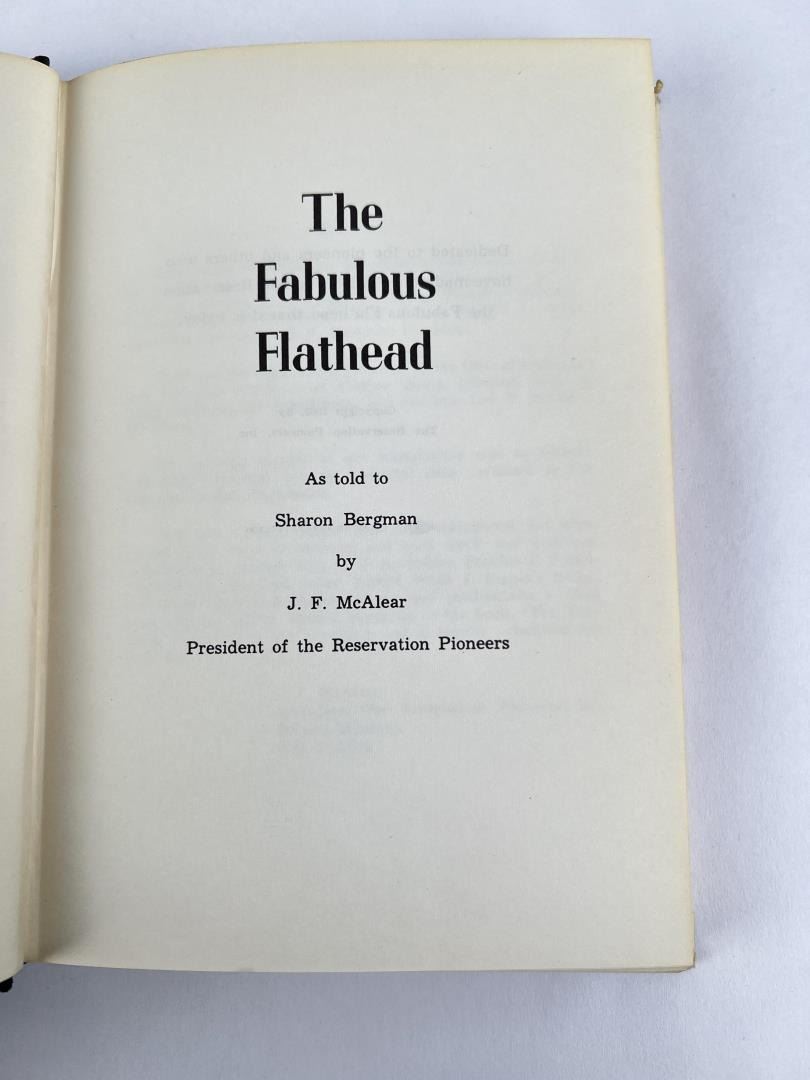 The
Fabulous
Flathead
As told to
Sharon Bergman
by
J. F. McAlear
President of the Reservation Pioneers